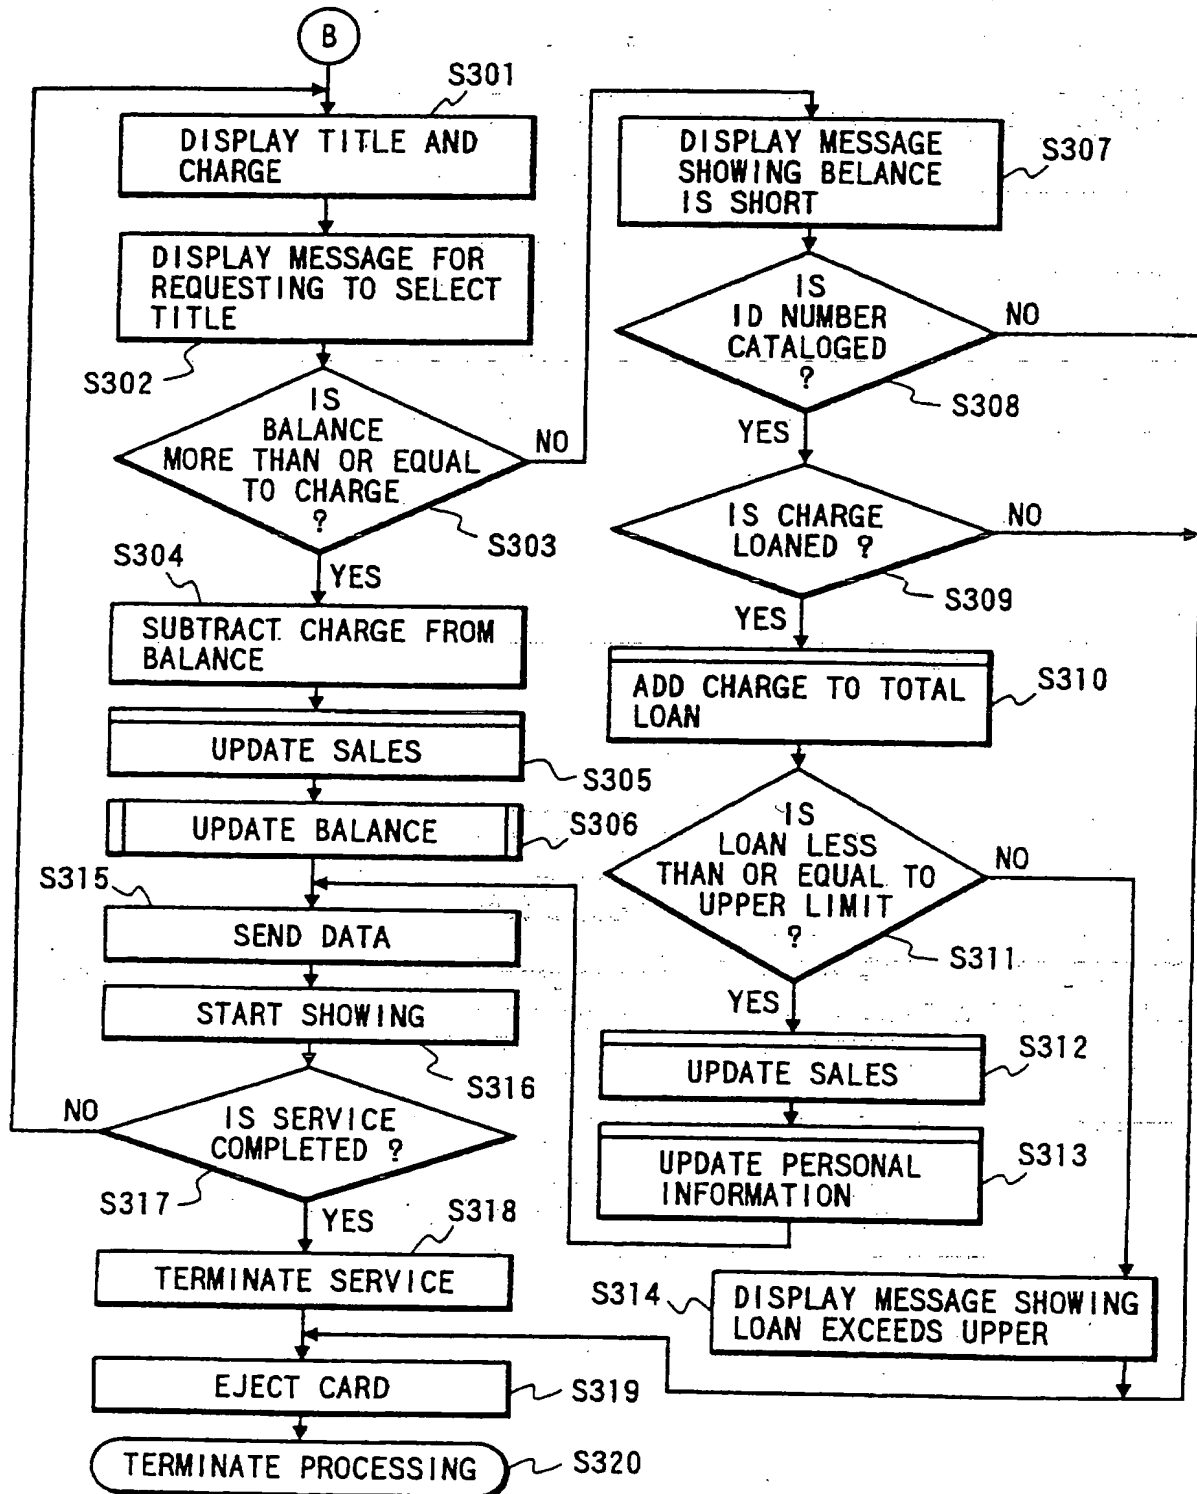 B
S301
DISPLAY TITLE AND
CHARGE
DISPLAY MESSAGE FOR
REQUESTING TO SELECT
TITLE
S302
IS
BALANCE
MORE THAN OR EQUAL
TO CHARGE
?
NO
S303
YES
S304
SUBTRACT CHARGE FROM
BALANCE
UPDATE SALES
S305
UPDATE BALANCE
S306
S315
SEND DATA
START SHOWING
S316
IS SERVICE
COMPLETED ?
NO
S317
YES
S318
TERMINATE SERVICE
EJECT CARD
S319
TERMINATE PROCESSING
S320
DISPLAY MESSAGE
SHOWING BELANCE
IS SHORT
S307
IS
ID NUMBER
CATALOGED
?
NO
S308
YES
IS CHARGE
LOANED ?
NO
S309
YES
ADD CHARGE TO TOTAL
LOAN
S310
IS
LOAN LESS
THAN OR EQUAL TO
UPPER LIMIT
?
NO
S311
YES
UPDATE SALES
S312
UPDATE PERSONAL
INFORMATION
S313
S314
DISPLAY MESSAGE SHOWING
LOAN EXCEEDS UPPER